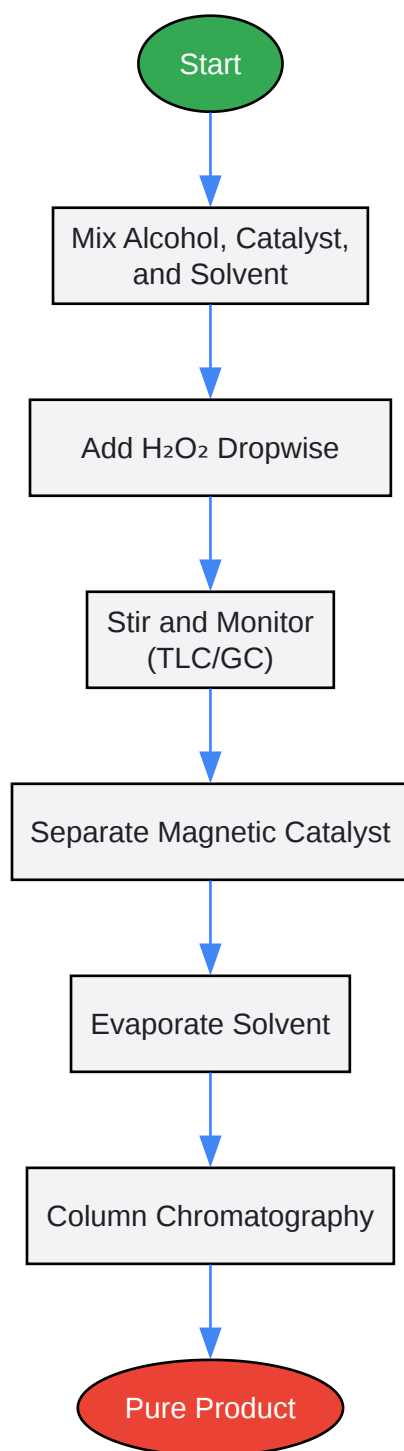 Start
Mix Alcohol, Catalyst,
and Solvent
Add H₂O₂ Dropwise
Stir and Monitor
(TLC/GC)
Separate Magnetic Catalyst
Evaporate Solvent
Column Chromatography
Pure Product